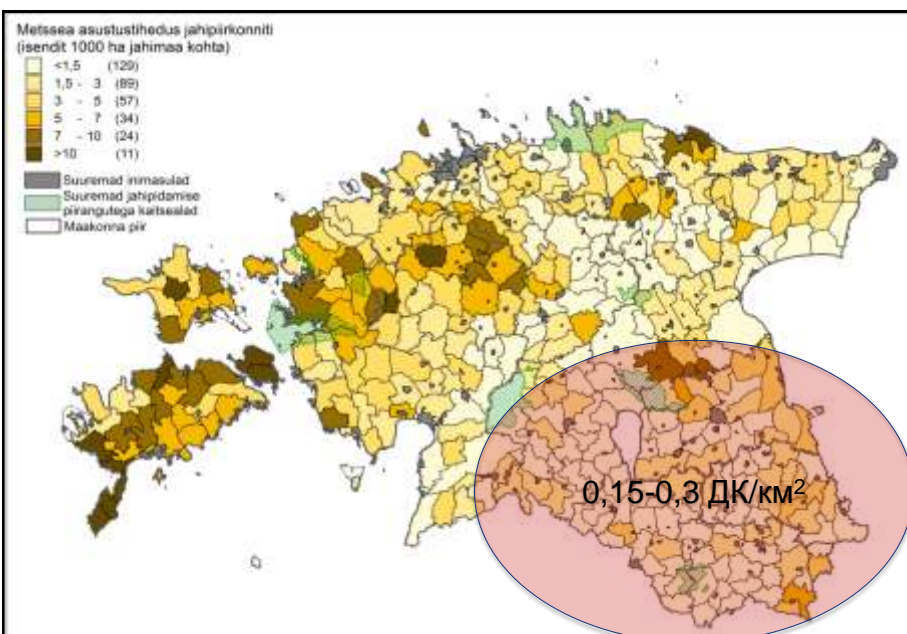 Metssea asustustihedus jahipiirkonniti
(isendit 1000 ha jahimaa kohta)
<1,5 (129)
1,5 - 3 (89)
3 - 5 (57)
5 - 7 (34)
7 - 10 (24)
>10 (11)
Suuremad inimasulad
Suuremad jahipidamise
piirangutega kaitsealad
Maakonna piir
0,15-0,3 ДК/км²